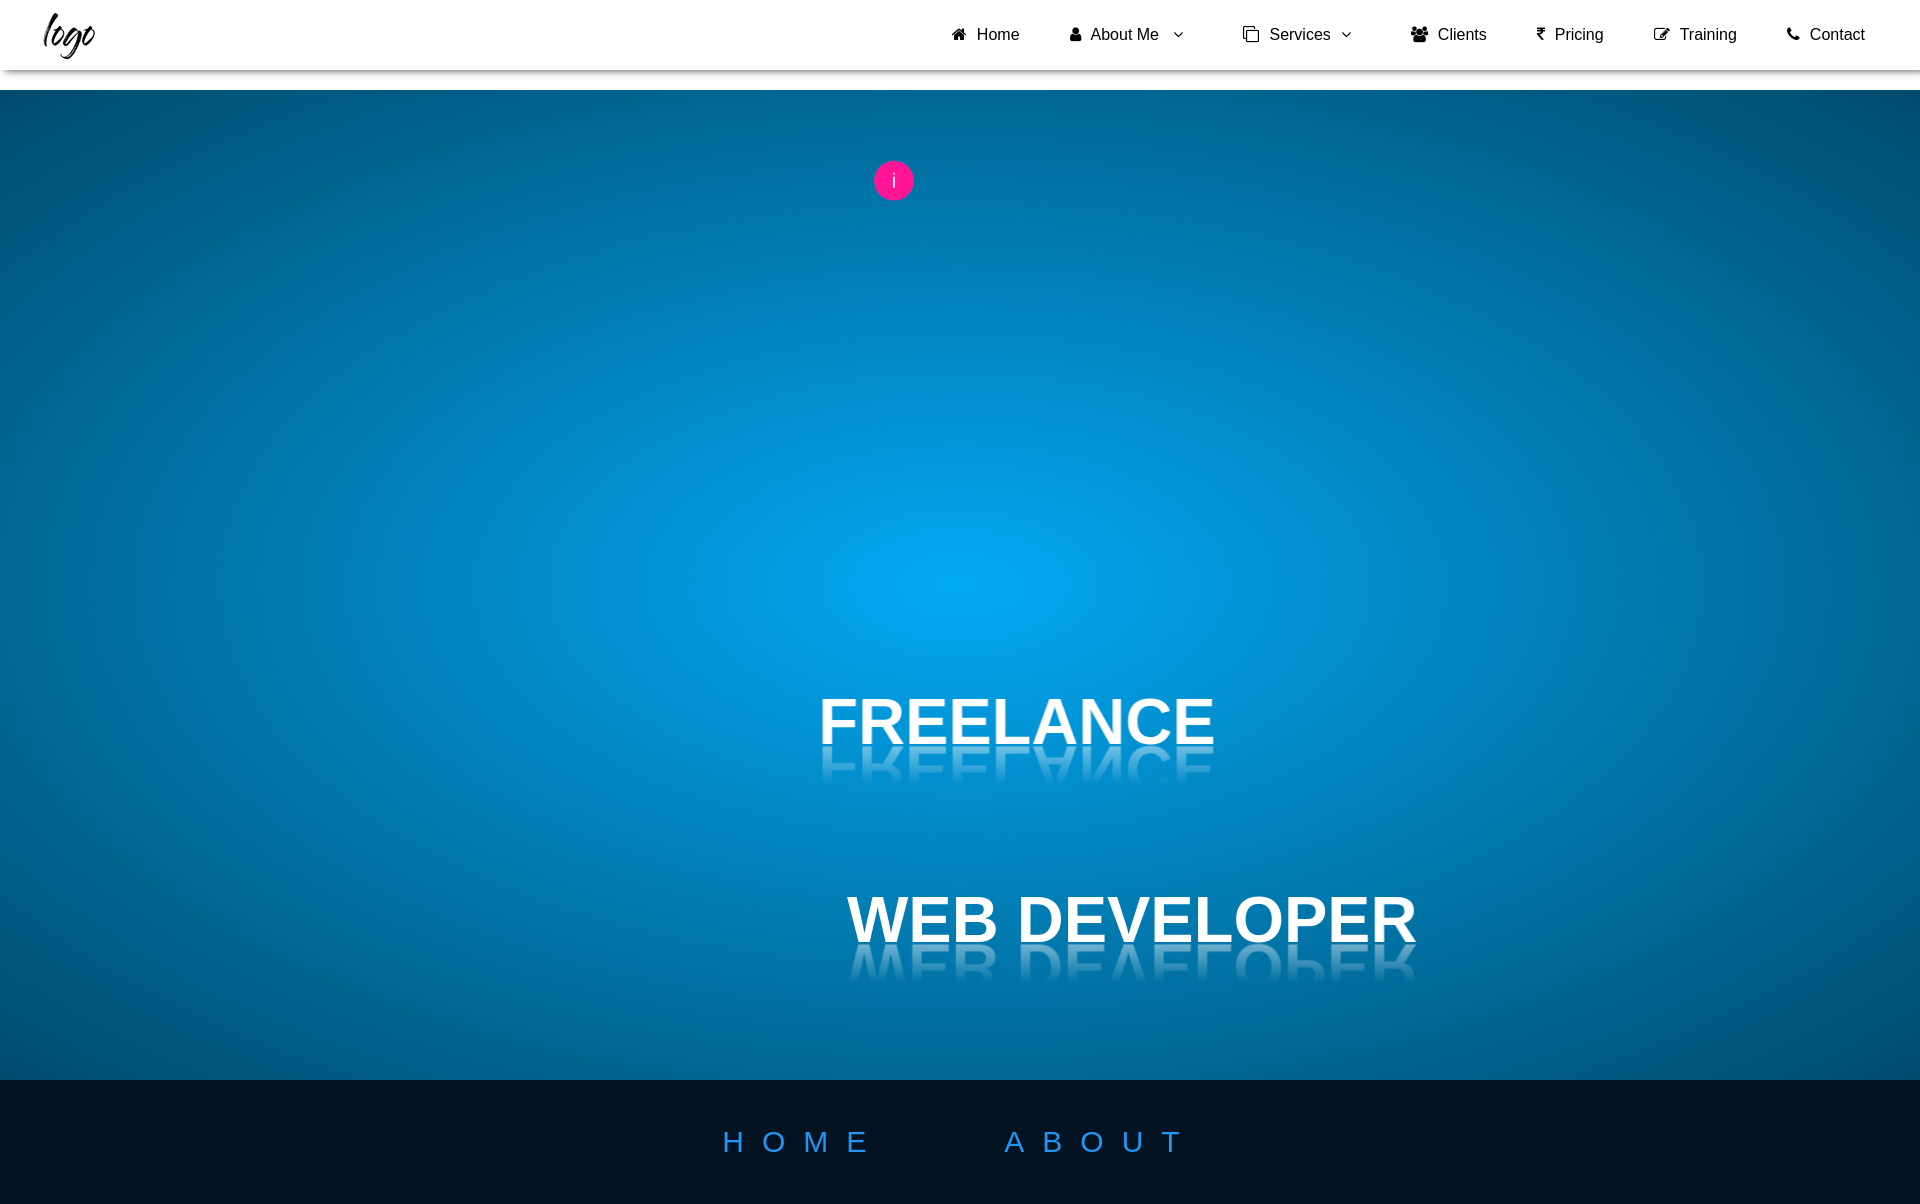 logo
Home About Me Services Clients Pricing Training Contact
i
FREELANCE
WEB DEVELOPER
HOME ABOUT